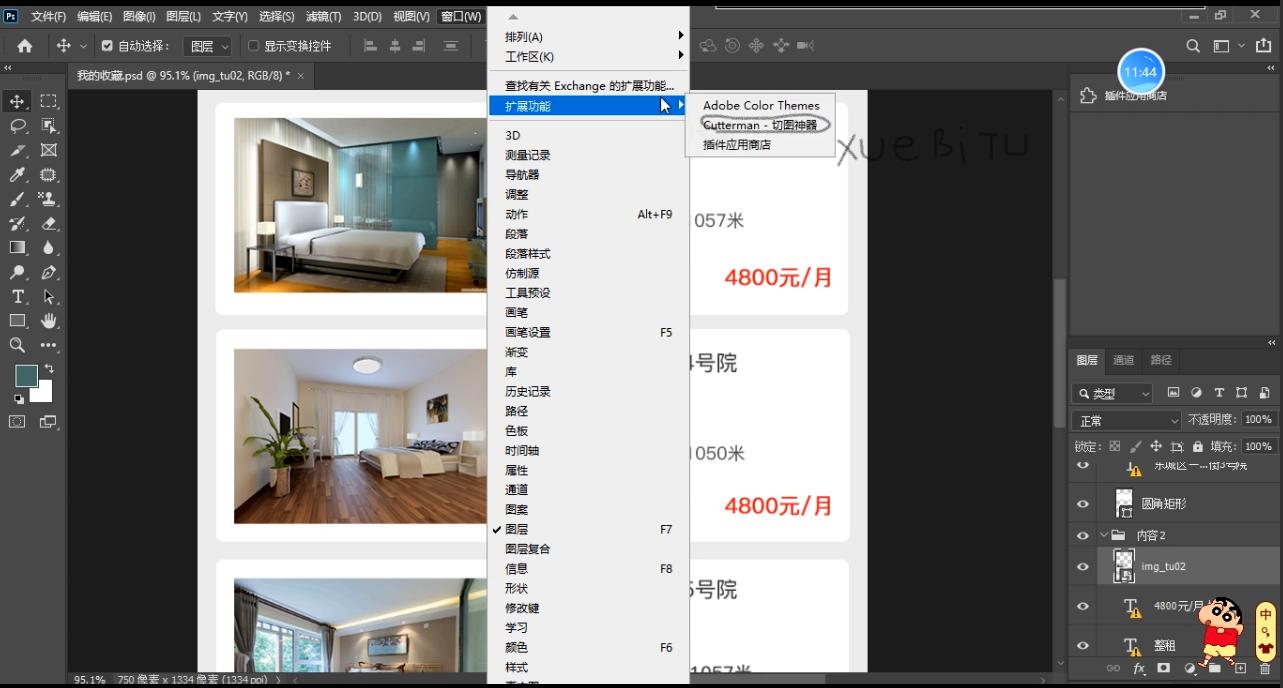 Ps 文件(F) 编辑(E) 图像(I) 图层(L) 文字(Y) 选择(S) 滤镜(T) 3D(D) 视图(V) 窗口(W)
自动选择: 图层 显示变换控件
我的收藏.psd @ 95.1% (img_tu02, RGB/8) * ×
排列(A)
工作区(K)
查找有关 Exchange 的扩展功能...
扩展功能
3D
测量记录
导航器
调整
动作 Alt+F9
段落
段落样式
仿制源
工具预设
画笔
画笔设置 F5
渐变
库
历史记录
路径
色板
时间轴
属性
通道
图案
图层 F7
图层复合
信息 F8
形状
修改键
学习
颜色 F6
样式
Adobe Color Themes
Cutterman - 切图神器
插件应用商店
XUEBiTU
057米
4800元/月
号院
1050米
4800元/月
5号院
1057米
11:44
插件应用商店
图层 通道 路径
类型
正常 不透明度: 100%
锁定: 填充: 100%
圆角矩形
内容2
img_tu02
4800元/月
整租
中
95.1% 750 像素 x 1334 像素 (1334 ppi)